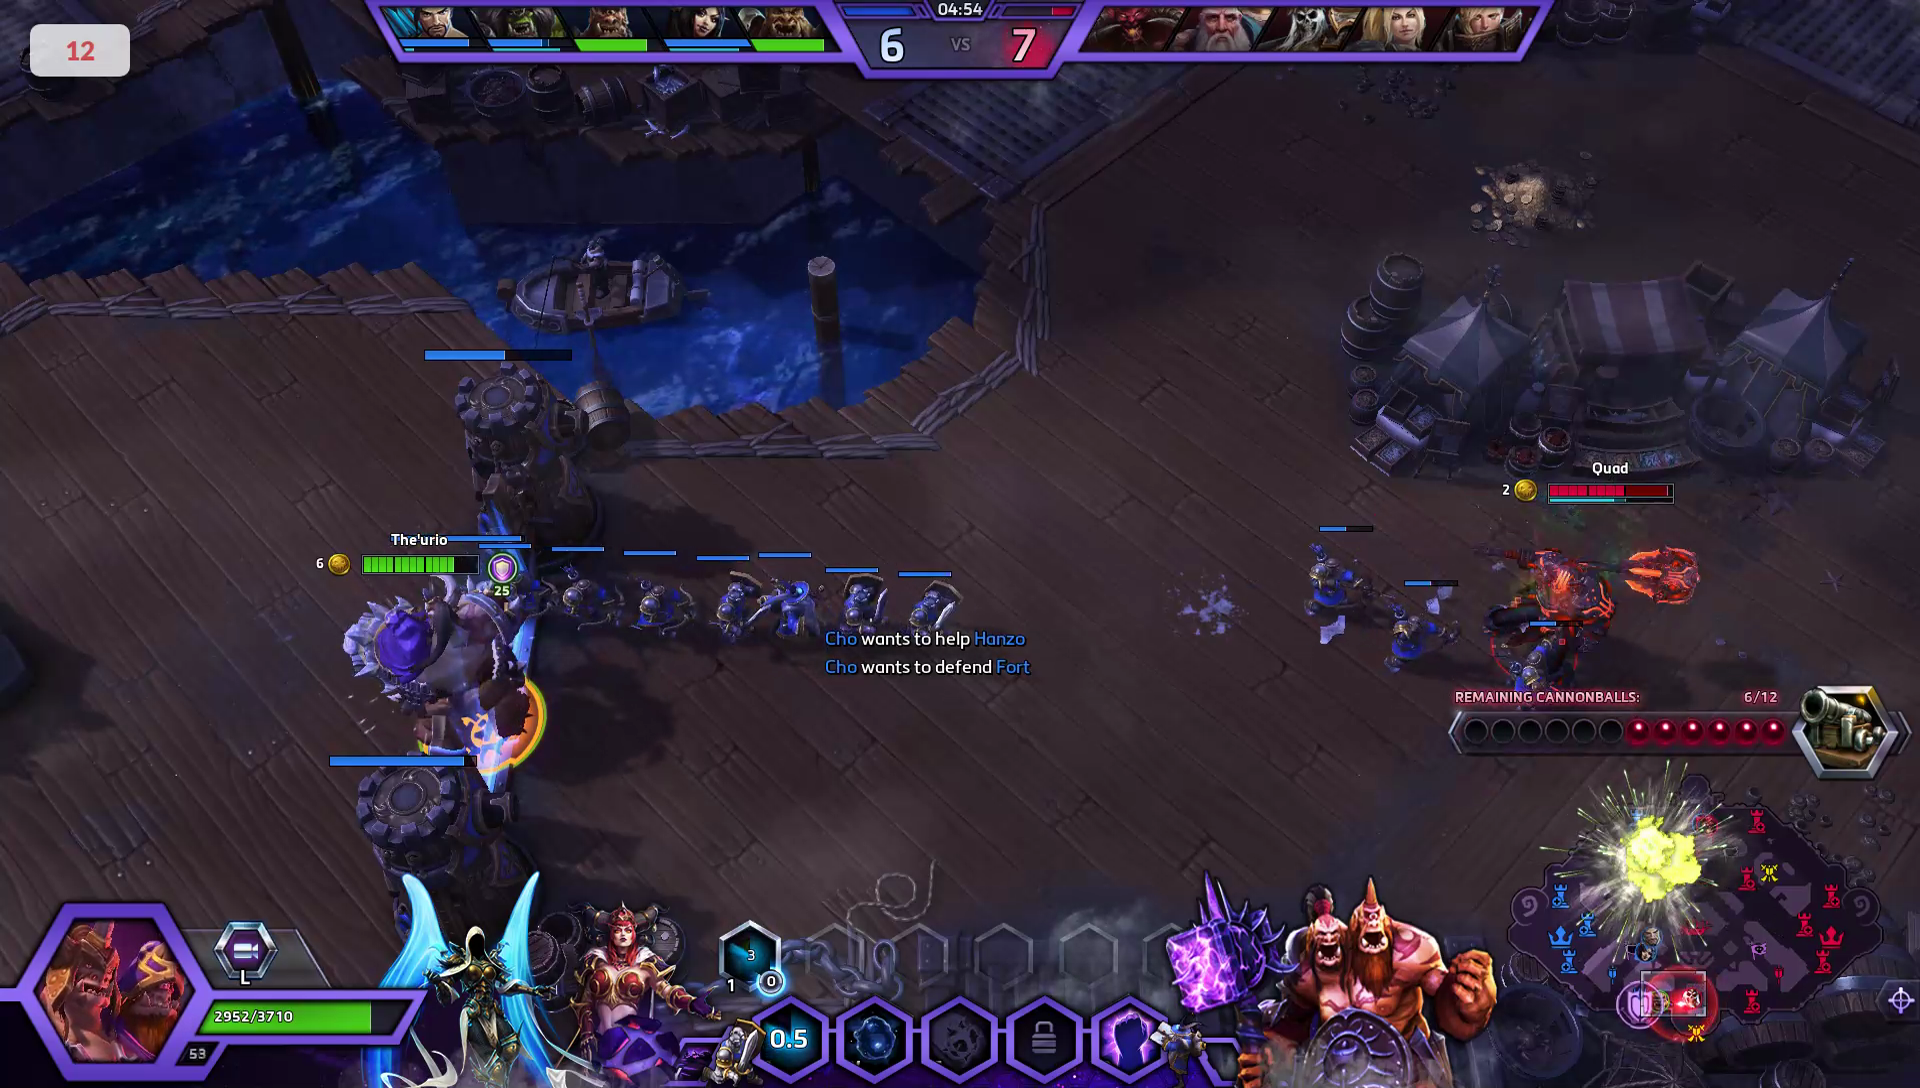 12
04:54
6 VS 7
Quad
2
The'urio
6
25
Cho wants to help Hanzo
Cho wants to defend Fort
REMAINING CANNONBALLS: 6/12
L
3
1 0
2952/3710
0.5
53